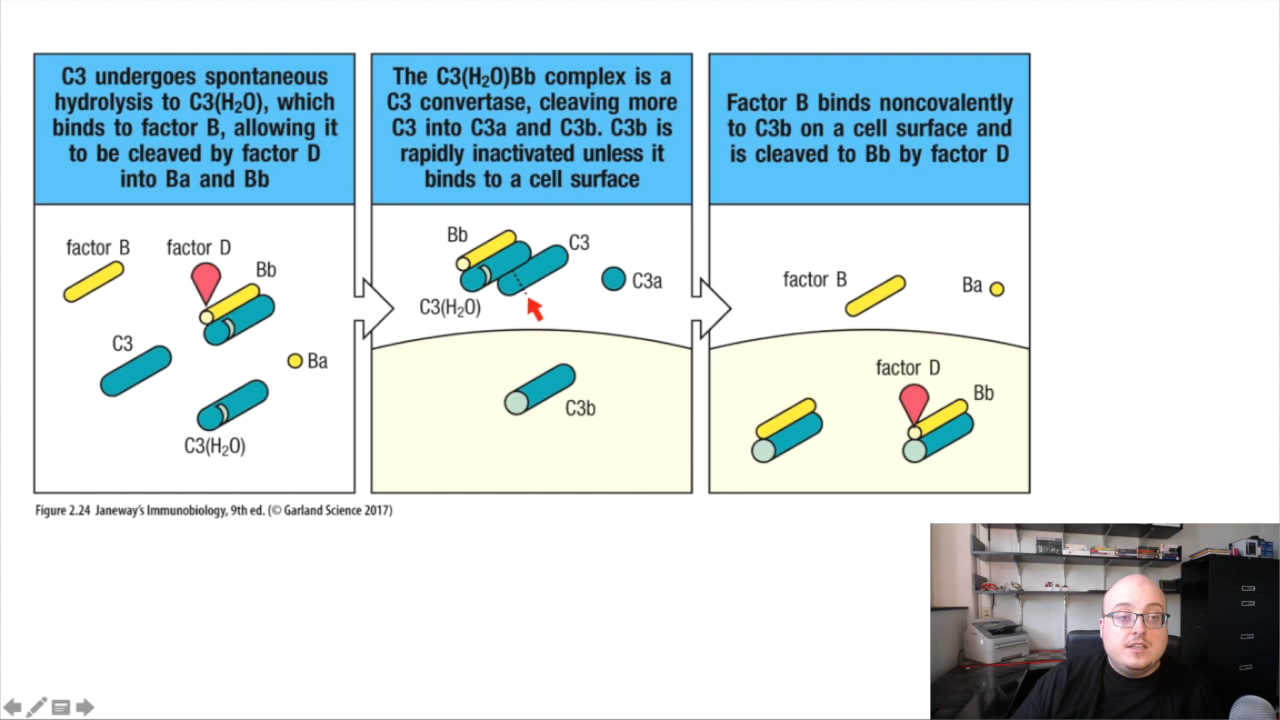 C3 undergoes spontaneous
hydrolysis to C3(H₂O), which
binds to factor B, allowing it
to be cleaved by factor D
into Ba and Bb
factor B
factor D
Bb
C3
Ba
C3(H₂O)
The C3(H₂O)Bb complex is a
C3 convertase, cleaving more
C3 into C3a and C3b. C3b is
rapidly inactivated unless it
binds to a cell surface
Bb
C3
C3a
C3(H₂O)
C3b
Factor B binds noncovalently
to C3b on a cell surface and
is cleaved to Bb by factor D
factor B
Ba
factor D
Bb
Figure 2.24 Janeway's Immunobiology, 9th ed. (© Garland Science 2017)